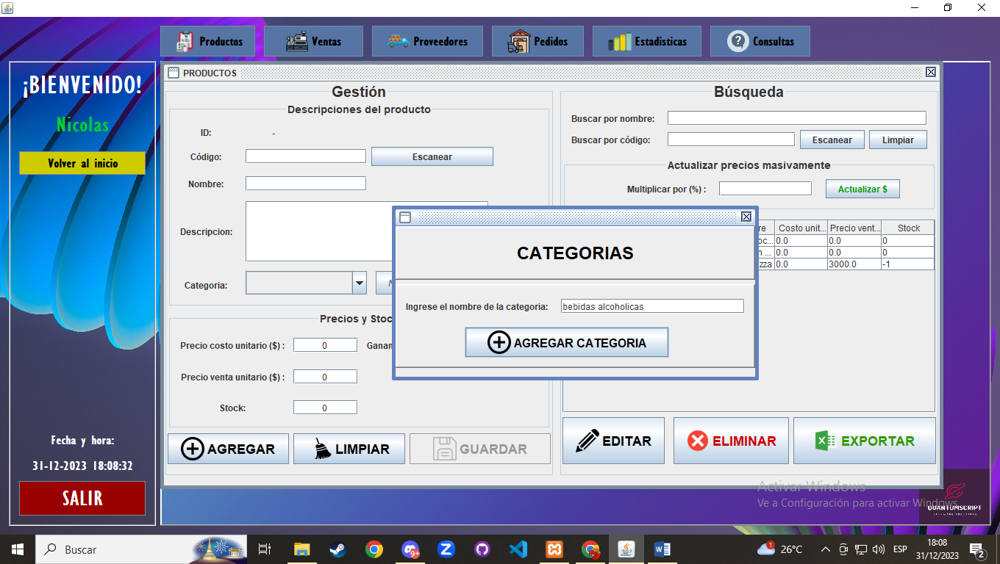 Productos
Ventas
Proveedores
Pedidos
Estadisticas
Consultas
¡BIENVENIDO!
Nicolas
Volver al inicio
Fecha y hora:
31-12-2023 18:08:32
SALIR
PRODUCTOS
Gestión
Descripciones del producto
ID: -
Código:
Escanear
Nombre:
Descripcion:
Categoria:
Precios y Stoc
Precio costo unitario ($) : 0
Precio venta unitario ($) : 0
Stock: 0
AGREGAR
LIMPIAR
GUARDAR
Búsqueda
Buscar por nombre:
Buscar por código:
Escanear
Limpiar
Actualizar precios masivamente
Multiplicar por (%) :
Actualizar $
re Costo unit... Precio vent... Stock
oc... 0.0 0.0 0
n ... 0.0 0.0 0
zza 0.0 3000.0 -1
EDITAR
ELIMINAR
EXPORTAR
CATEGORIAS
Ingrese el nombre de la categoria: bebidas alcoholicas
AGREGAR CATEGORIA
Activar Windows
Ve a Configuración para activar Windows.
QUANTUMSCRIPT
SOFTWARE SOLUTIONS
Buscar
9+
1
26°C
ESP
18:08
31/12/2023
2